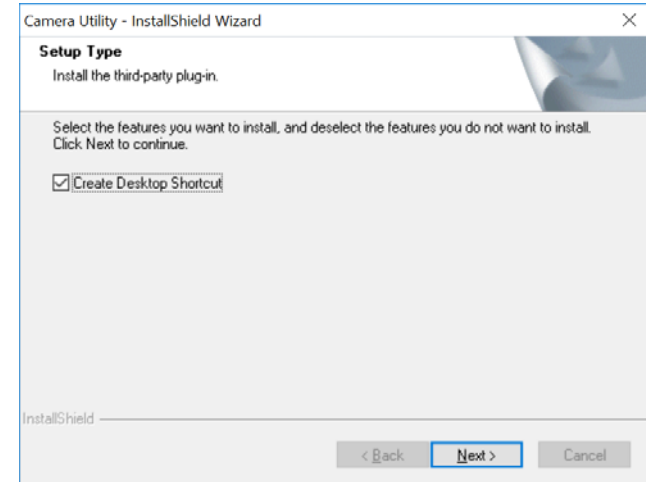 Camera Utility - InstallShield Wizard
Setup Type
Install the third-party plug-in.
Select the features you want to install, and deselect the features you do not want to install.
Click Next to continue.
Create Desktop Shortcut
InstallShield
< Back Next > Cancel